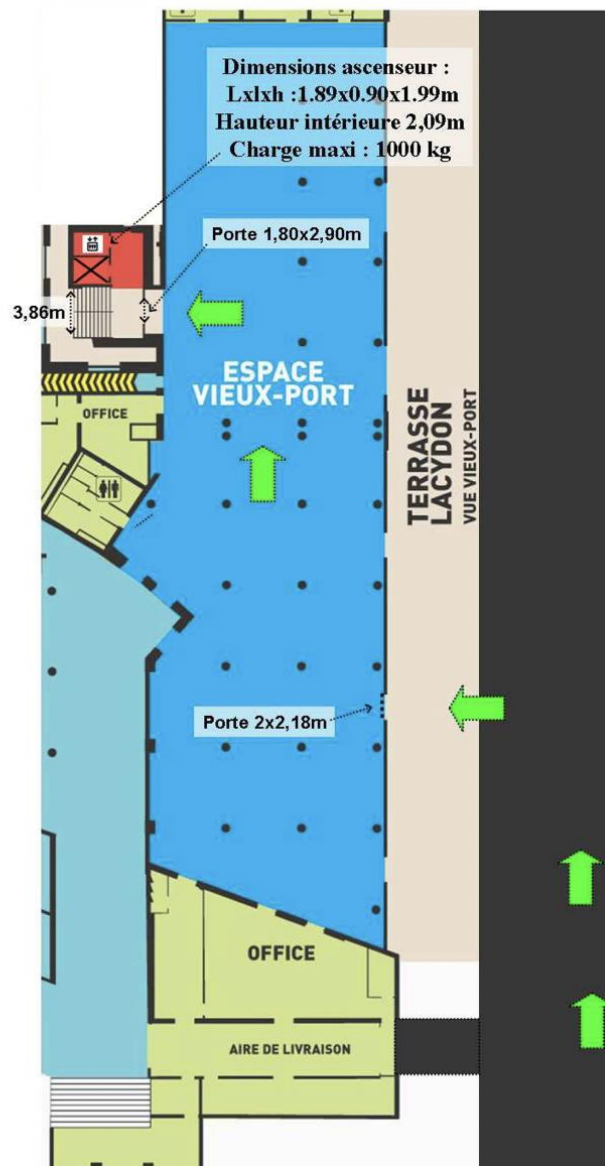 Dimensions ascenseur :
Lxlxh :1.89x0.90x1.99m
Hauteur intérieure 2,09m
Charge maxi : 1000 kg
Porte 1,80x2,90m
3,86m
ESPACE
VIEUX-PORT
OFFICE
TERRASSE
LACYDON
VUE VIEUX-PORT
Porte 2x2,18m
OFFICE
AIRE DE LIVRAISON